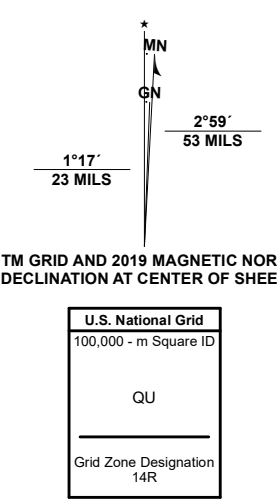 ★
MN
GN
2°59´
53 MILS
1°17´
23 MILS
TM GRID AND 2019 MAGNETIC NOR
DECLINATION AT CENTER OF SHEE
U.S. National Grid
100,000 - m Square ID
QU
Grid Zone Designation
14R